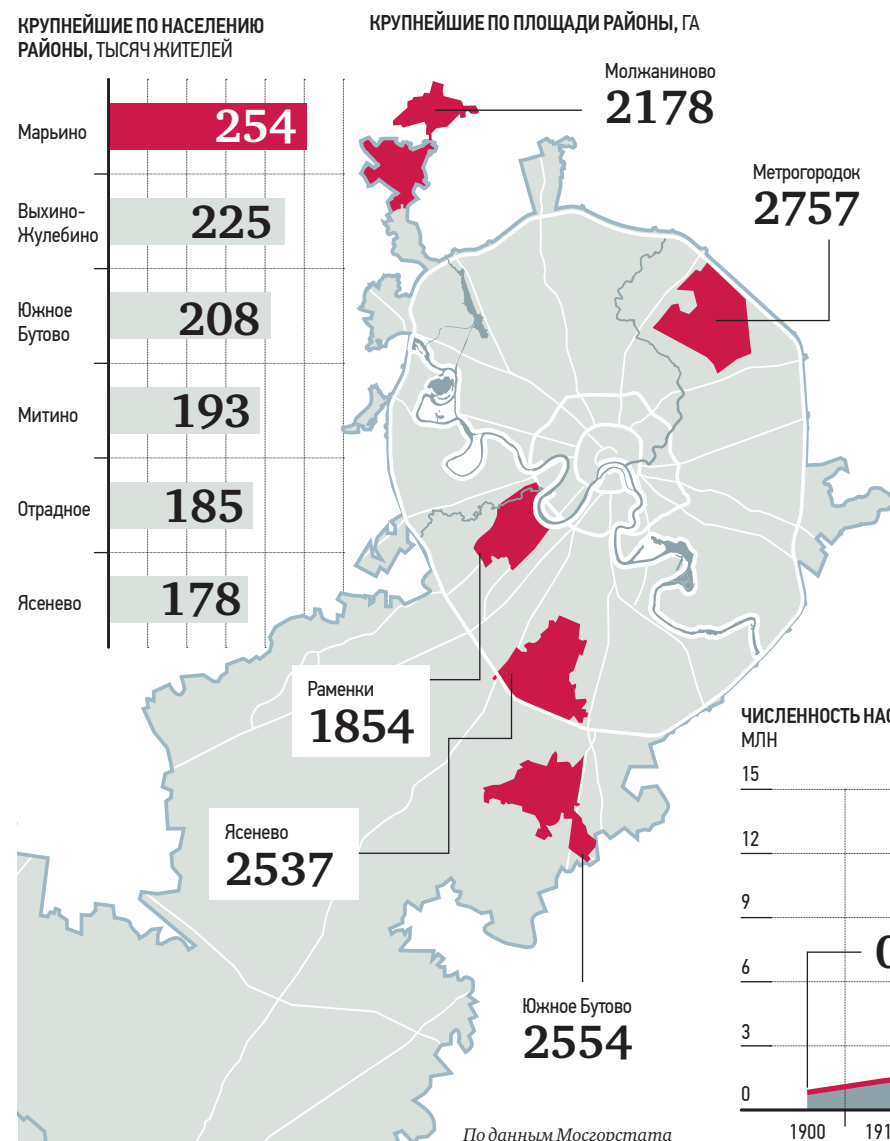 КРУПНЕЙШИЕ ПО НАСЕЛЕНИЮ
РАЙОНЫ, ТЫСЯЧ ЖИТЕЛЕЙ
Марьино
254
Выхино-
Жулебино
225
Южное
Бутово
208
Митино
193
Отрадное
185
Ясенево
178
КРУПНЕЙШИЕ ПО ПЛОЩАДИ РАЙОНЫ, ГА
Молжаниново
2178
Метрогородок
2757
Раменки
1854
Ясенево
2537
Южное Бутово
2554
По данным Мосгорстата
ЧИСЛЕННОСТЬ
МЛН
15
12
9
6
3
0
1900